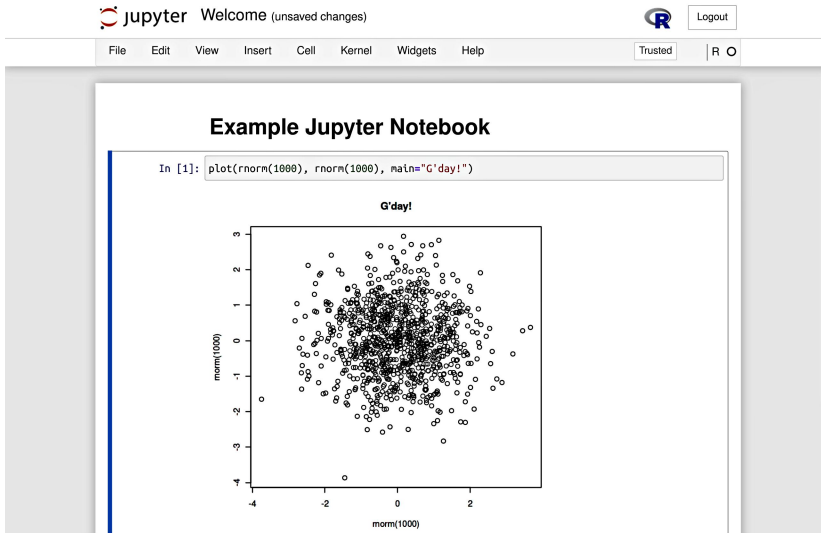 jupyter Welcome (unsaved changes) R Logout
File Edit View Insert Cell Kernel Widgets Help Trusted R
Example Jupyter Notebook
In [1]: plot(rnorm(1000), rnorm(1000), main="G'day!")
G'day!
3
2
1
0
-1
-2
-3
-4
rnorm(1000)
-4 -2 0 2
rnorm(1000)